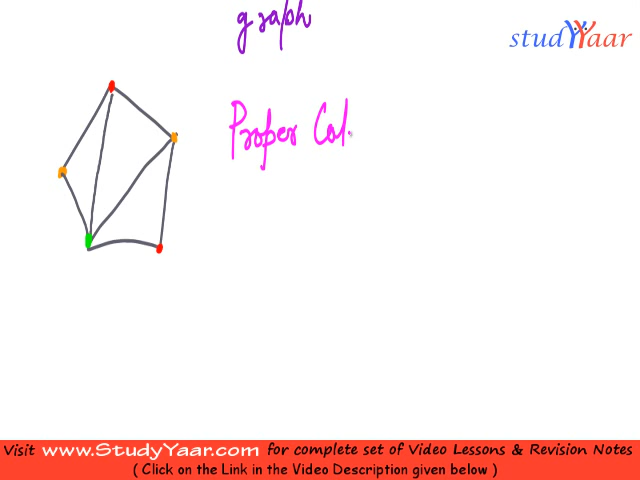 graph
studYYaar
Proper Col
Visit www.StudyYaar.com for complete set of Video Lessons & Revision Notes
( Click on the Link in the Video Description given below )